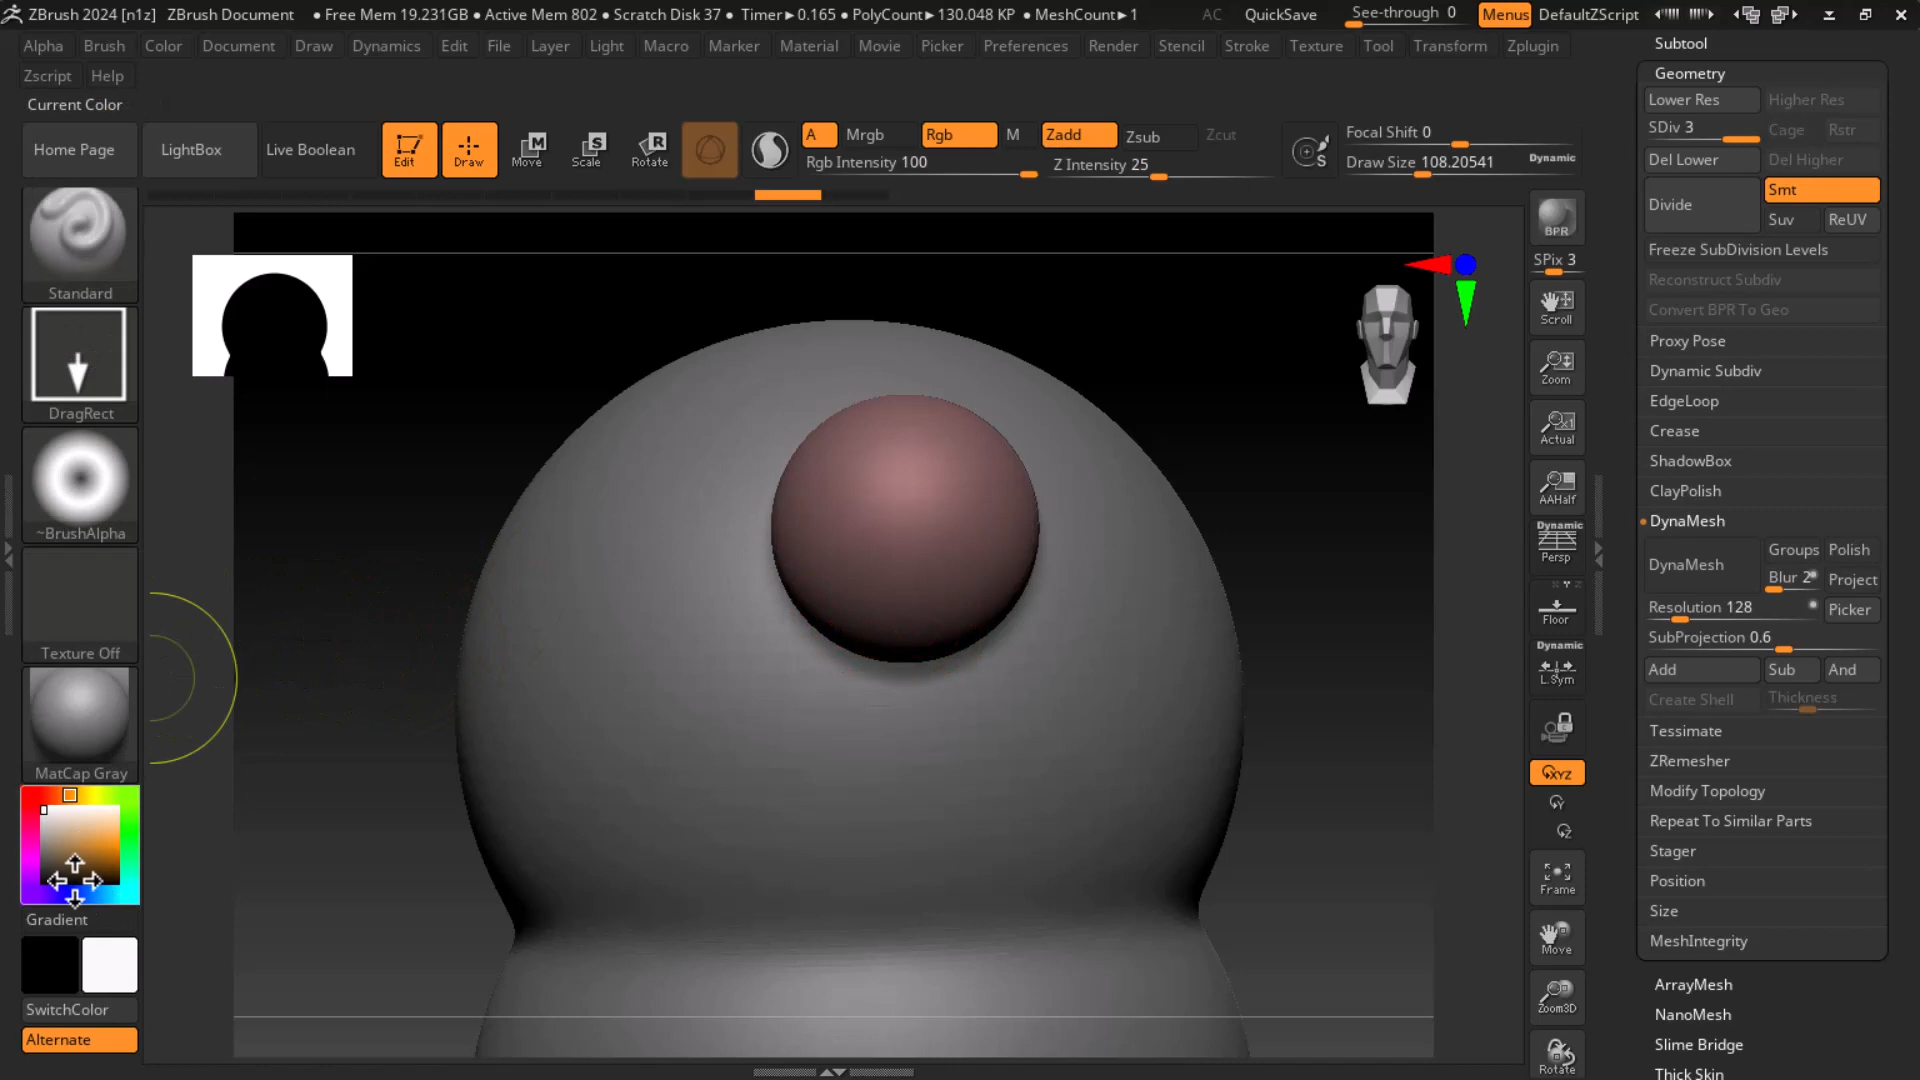 ZBrush 2024 [n1z] ZBrush Document • Free Mem 19.231GB • Active Mem 802 • Scratch Disk 37 • Timer▸0.165 • PolyCount▸130.048 KP • MeshCount▸1 AC QuickSave See-through 0 Menus DefaultZScript
Alpha Brush Color Document Draw Dynamics Edit File Layer Light Macro Marker Material Movie Picker Preferences Render Stencil Stroke Texture Tool Transform Zplugin
Zscript Help
Current Color
Home Page LightBox Live Boolean Edit Draw Move Scale Rotate
A Mrgb Rgb M Zadd Zsub Zcut
Rgb Intensity 100 Z Intensity 25
Focal Shift 0
Draw Size 108.20541 Dynamic
Standard
DragRect
~BrushAlpha
Texture Off
MatCap Gray
Gradient
SwitchColor
Alternate
BPR
SPix 3
Scroll
Zoom
Actual
AAHalf
Dynamic
Persp
Floor
Dynamic
L.Sym
XYZ
Y
Z
Frame
Move
Zoom3D
Rotate
Subtool
Geometry
Lower Res Higher Res
SDiv 3 Cage Rstr
Del Lower Del Higher
Divide Smt
Suv ReUV
Freeze SubDivision Levels
Reconstruct Subdiv
Convert BPR To Geo
Proxy Pose
Dynamic Subdiv
EdgeLoop
Crease
ShadowBox
ClayPolish
DynaMesh
DynaMesh Groups Polish
Blur 2 Project
Resolution 128 Picker
SubProjection 0.6
Add Sub And
Create Shell Thickness
Tessimate
ZRemesher
Modify Topology
Repeat To Similar Parts
Stager
Position
Size
MeshIntegrity
ArrayMesh
NanoMesh
Slime Bridge
Thick Skin